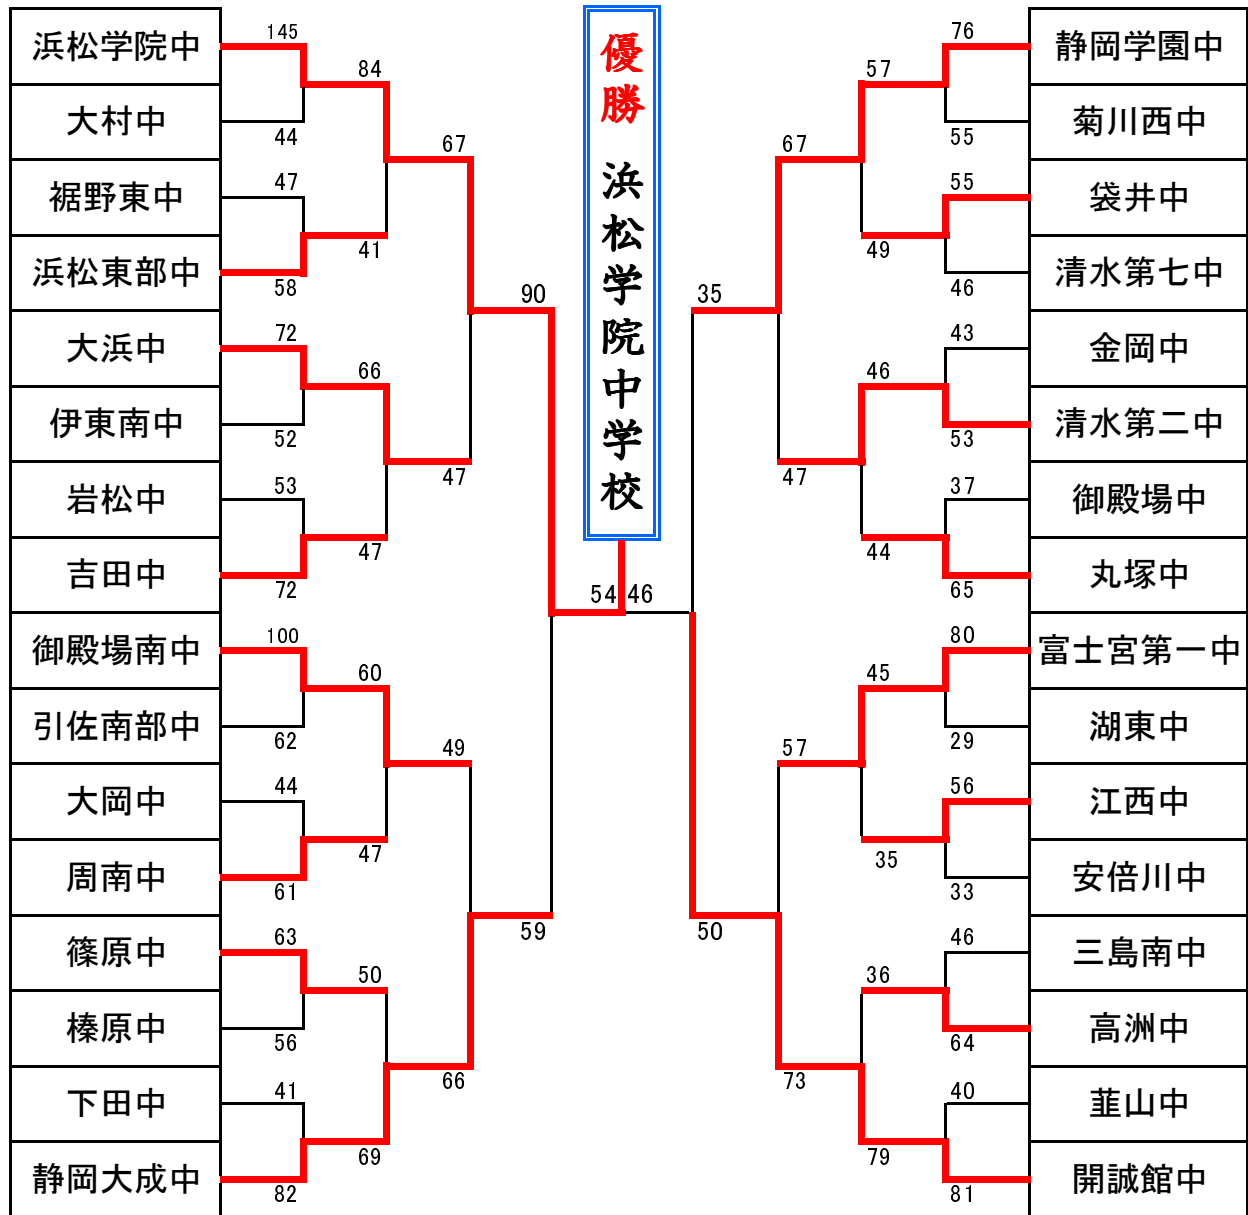 浜松学院中
大村中
裾野東中
浜松東部中
大浜中
伊東南中
岩松中
吉田中
御殿場南中
引佐南部中
大岡中
周南中
篠原中
榛原中
下田中
静岡大成中
145
44
47
58
72
52
53
72
100
62
44
61
63
56
41
82
84
41
66
47
60
47
50
69
67
47
49
66
90
59
54
46
優勝 浜松学院中学校
35
50
67
47
57
73
57
49
46
44
45
35
36
79
76
55
55
46
43
53
37
65
80
29
56
33
46
64
40
81
静岡学園中
菊川西中
袋井中
清水第七中
金岡中
清水第二中
御殿場中
丸塚中
富士宮第一中
湖東中
江西中
安倍川中
三島南中
高洲中
韮山中
開誠館中